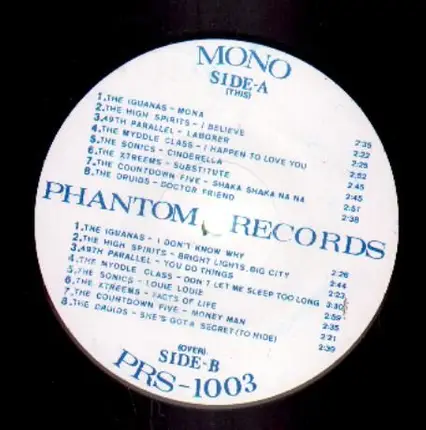 MONO
SIDE-A
(THIS)
1.THE IGUANAS - MONA 2:35
2.THE HIGH SPIRITS - I BELIEVE 2:22
3.49TH PARALLEL - LABORER 2:25
4.THE MYDDLE CLASS - I HAPPEN TO LOVE YOU 2:52
5.THE SONICS - CINDERELLA 2:45
6.THE XTREEMS - SUBSTITUTE 2:45
7.THE COUNTDOWN FIVE - SHAKA SHAKA NA NA 2:51
8.THE DRUIDS - DOCTOR FRIEND 2:38
PHANTOM RECORDS
1.THE IGUANAS - I DON'T KNOW WHY 2:26
2.THE HIGH SPIRITS - BRIGHT LIGHTS, BIG CITY 2:44
3.49TH PARALLEL - YOU DO THINGS 2:23
4.THE MYDDLE CLASS - DON'T LET ME SLEEP TOO LONG 3:30
5.THE SONICS - LOUIE LOUIE 2:59
6.THE XTREEMS - FACTS OF LIFE 2:35
7.THE COUNTDOWN FIVE - MONEY MAN 2:21
8.THE DRUIDS - SHE'S GOT A SECRET (TO HIDE) 2:39
(OVER)
SIDE-B
PRS-1003